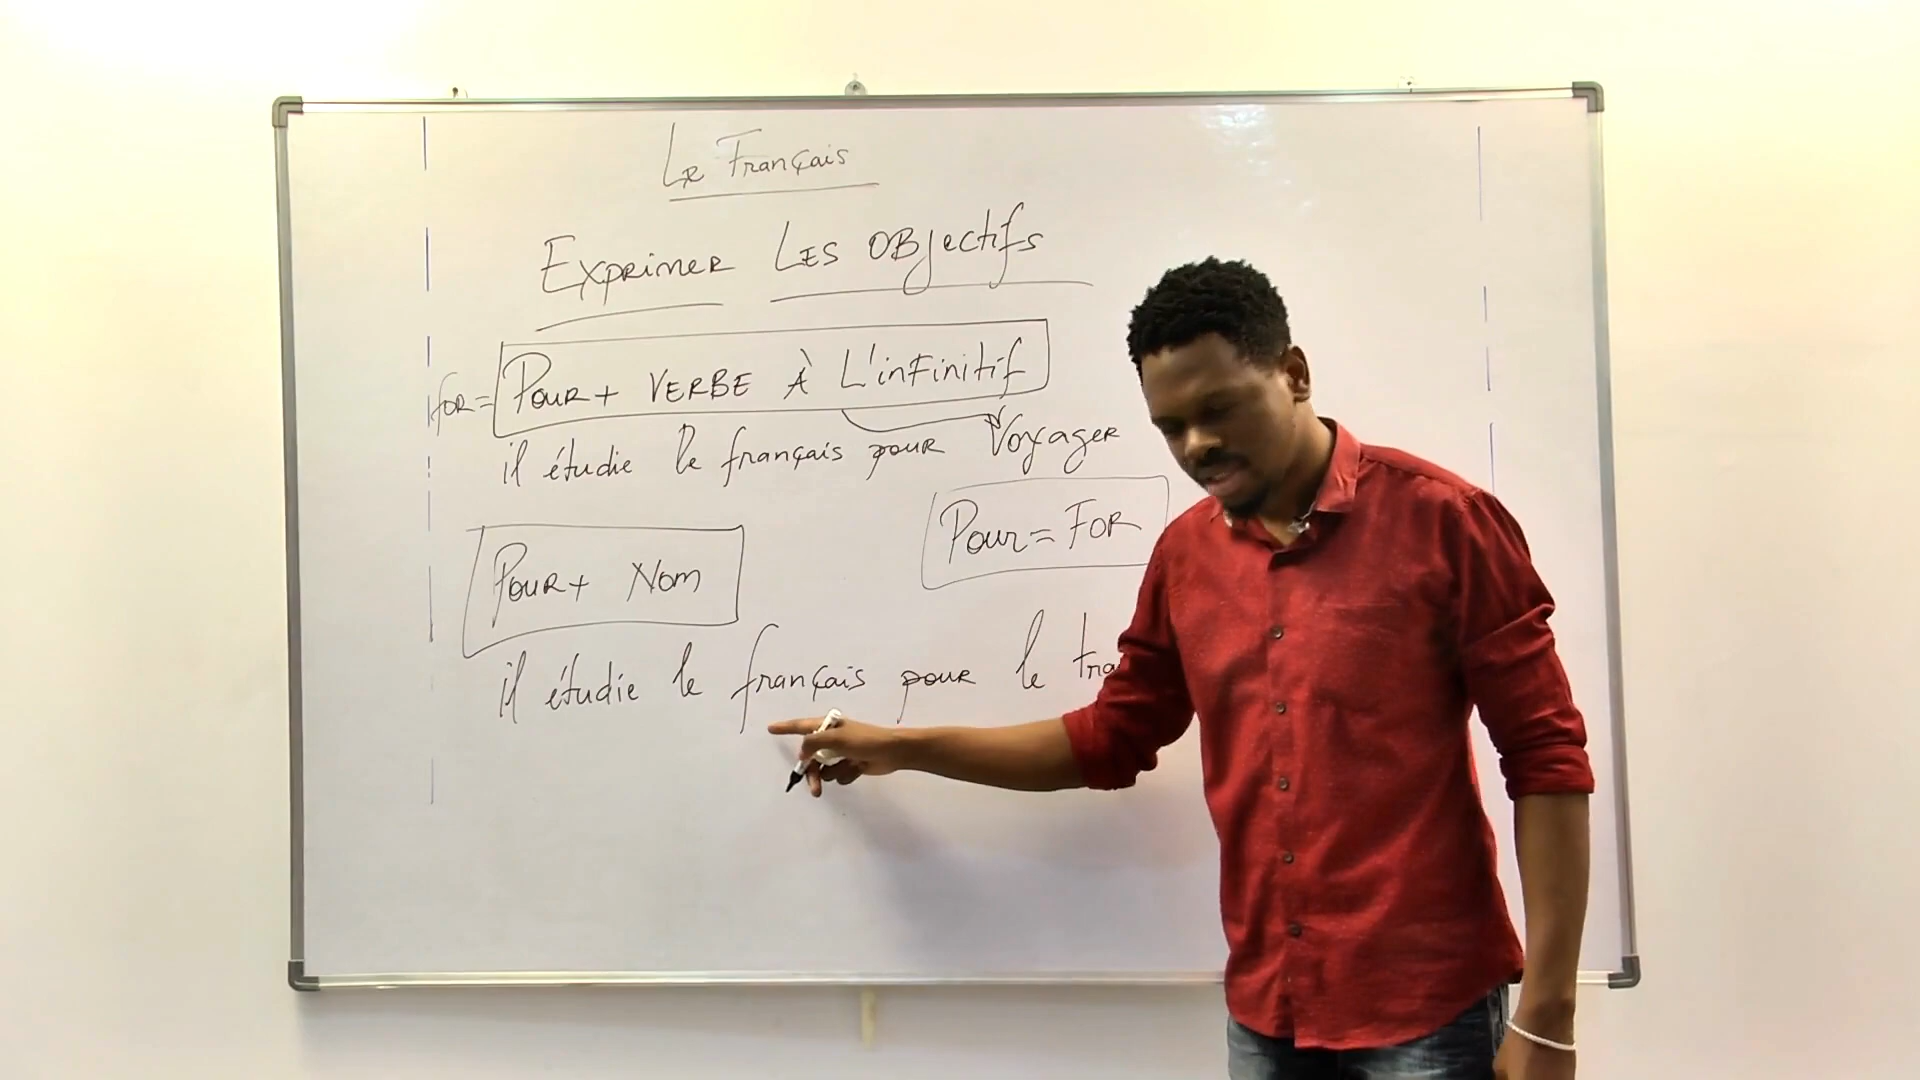 Le Français
Exprimer Les Objectifs
for = Pour + Verbe à L'infinitif
il étudie le français pour Voyager
Pour = For
Pour + Nom
il étudie le français pour le